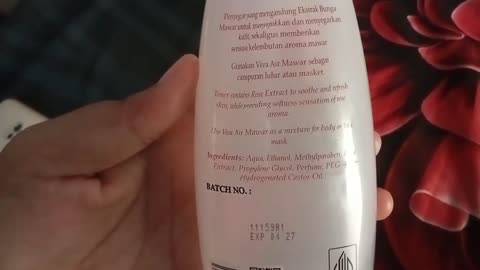 Penyegar yang mengandung Ekstrak Bunga
Mawar untuk menyejukkan dan menyegarkan
kulit, sekaligus memberikan
sensasi kelembutan aroma mawar
Gunakan Viva Air Mawar sebagai
campuran lulur atau masker.
Toner contains Rose Extract to soothe and refresh
skin, while providing softness sensation of rose
aroma
Use Viva Air Mawar as a mixture for body or
mask
Ingredients: Aqua, Ethanol, Methylparaben,
Extract, Propylene Glycol, Perfume, PEG-
Hydrogenated Castor Oil.
BATCH NO. :
1115981
EXP 04 27